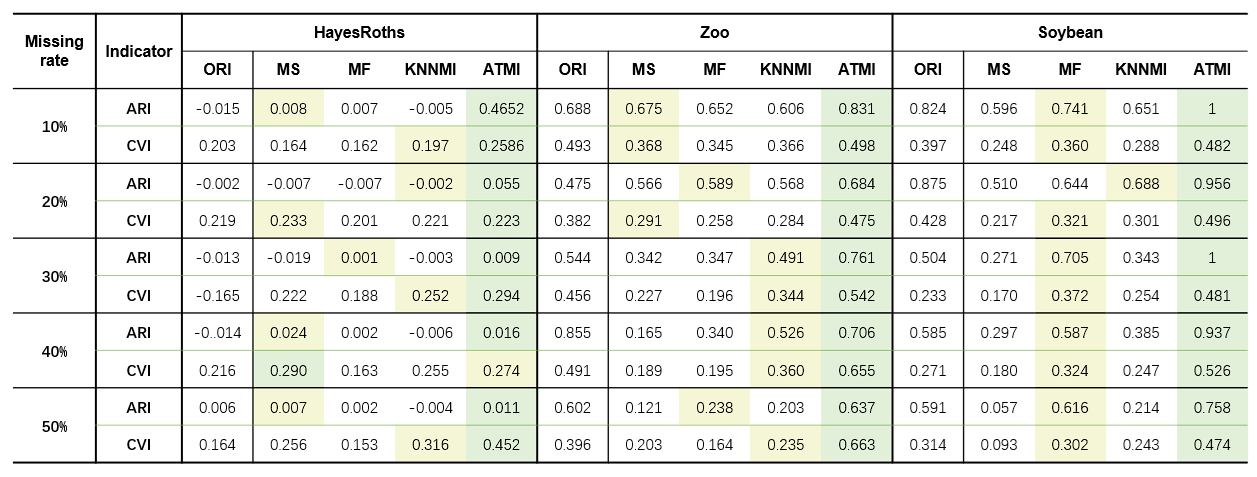 Missing rate Indicator HayesRoths Zoo Soybean
ORI MS MF KNNMI ATMI ORI MS MF KNNMI ATMI ORI MS MF KNNMI ATMI
10% ARI -0.015 0.008 0.007 -0.005 0.4652 0.688 0.675 0.652 0.606 0.831 0.824 0.596 0.741 0.651 1
CVI 0.203 0.164 0.162 0.197 0.2586 0.493 0.368 0.345 0.366 0.498 0.397 0.248 0.360 0.288 0.482
20% ARI -0.002 -0.007 -0.007 -0.002 0.055 0.475 0.566 0.589 0.568 0.684 0.875 0.510 0.644 0.688 0.956
CVI 0.219 0.233 0.201 0.221 0.223 0.382 0.291 0.258 0.284 0.475 0.428 0.217 0.321 0.301 0.496
30% ARI -0.013 -0.019 0.001 -0.003 0.009 0.544 0.342 0.347 0.491 0.761 0.504 0.271 0.705 0.343 1
CVI -0.165 0.222 0.188 0.252 0.294 0.456 0.227 0.196 0.344 0.542 0.233 0.170 0.372 0.254 0.481
40% ARI -0..014 0.024 0.002 -0.006 0.016 0.855 0.165 0.340 0.526 0.706 0.585 0.297 0.587 0.385 0.937
CVI 0.216 0.290 0.163 0.255 0.274 0.491 0.189 0.195 0.360 0.655 0.271 0.180 0.324 0.247 0.526
50% ARI 0.006 0.007 0.002 -0.004 0.011 0.602 0.121 0.238 0.203 0.637 0.591 0.057 0.616 0.214 0.758
CVI 0.164 0.256 0.153 0.316 0.452 0.396 0.203 0.164 0.235 0.663 0.314 0.093 0.302 0.243 0.474